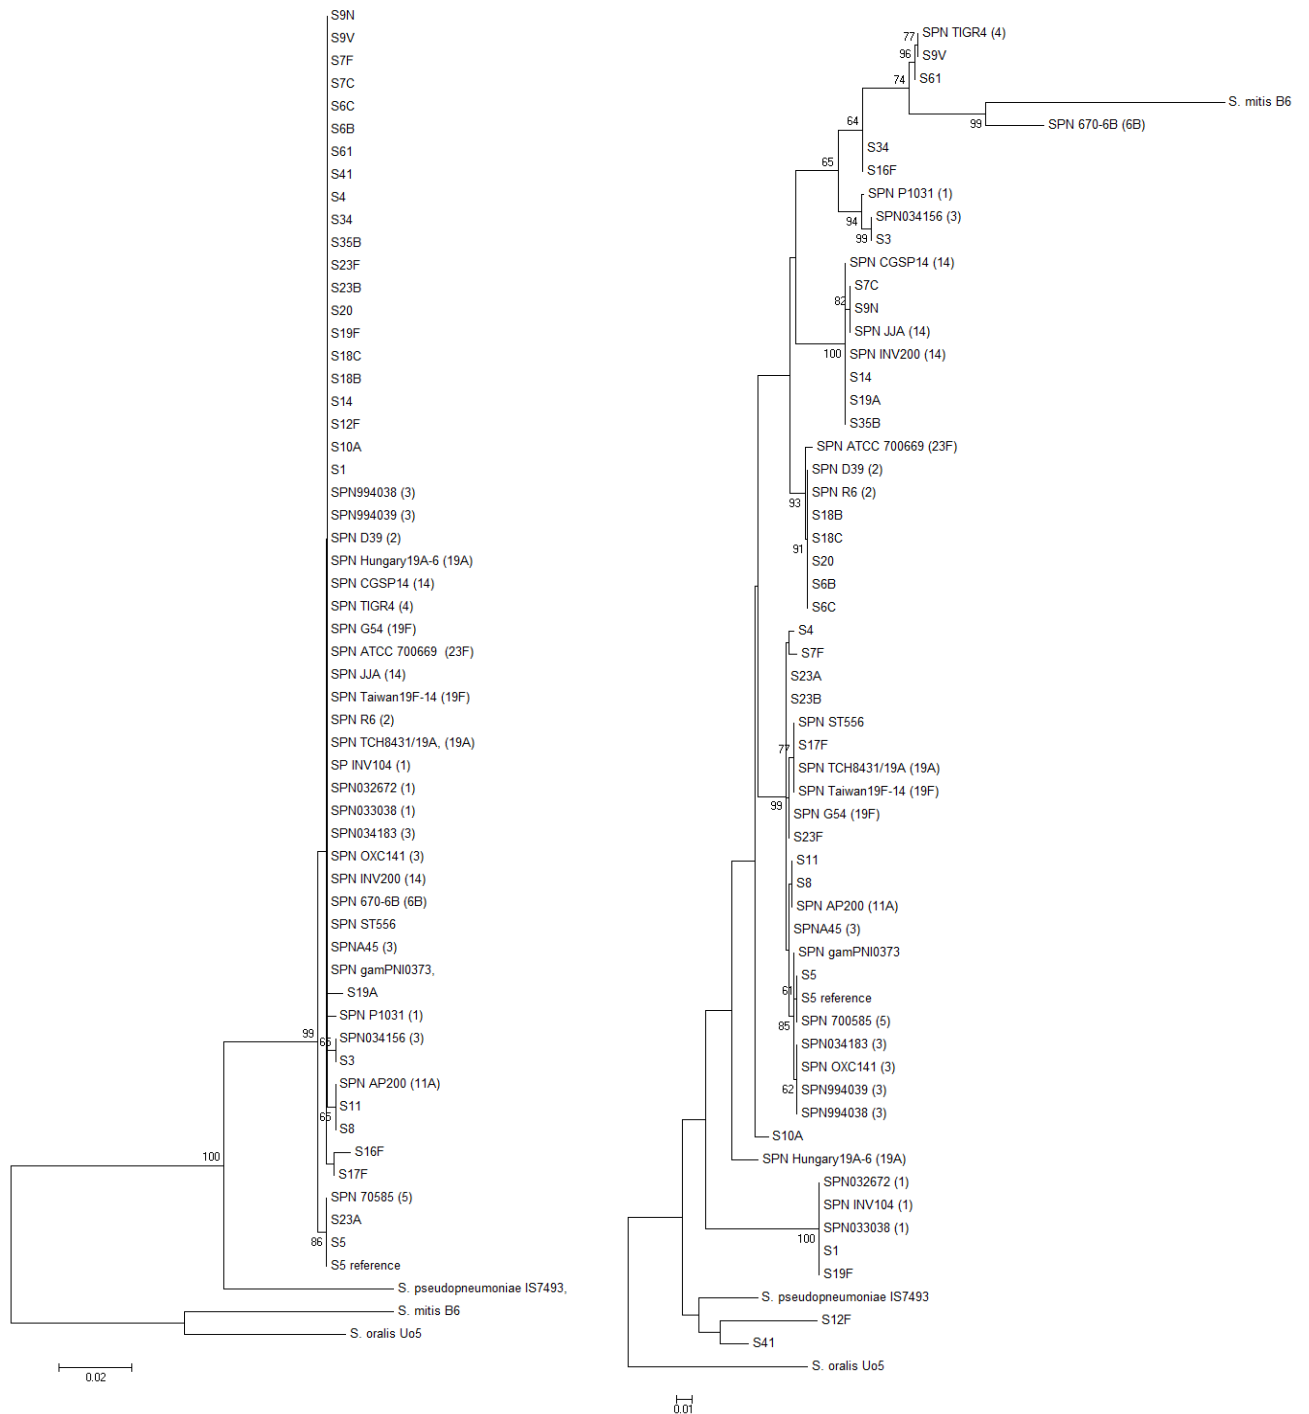 S9N
S9V
S7F
S7C
S6C
S6B
S61
S41
S4
S34
S35B
S23F
S23B
S20
S19F
S18C
S18B
S14
S12F
S10A
S1
SPN994038 (3)
SPN994039 (3)
SPN D39 (2)
SPN Hungary19A-6 (19A)
SPN CGSP14 (14)
SPN TIGR4 (4)
SPN G54 (19F)
SPN ATCC 700669 (23F)
SPN JJA (14)
SPN Taiwan19F-14 (19F)
SPN R6 (2)
SPN TCH8431/19A, (19A)
SP INV104 (1)
SPN032672 (1)
SPN033038 (1)
SPN034183 (3)
SPN OXC141 (3)
SPN INV200 (14)
SPN 670-6B (6B)
SPN ST556
SPNA45 (3)
SPN gamPNI0373,
S19A
SPN P1031 (1)
99
65
SPN034156 (3)
S3
SPN AP200 (11A)
S11
65
S8
S16F
100
S17F
SPN 70585 (5)
S23A
86
S5
S5 reference
S. pseudopneumoniae IS7493,
S. mitis B6
S. oralis Uo5
0.02
77
SPN TIGR4 (4)
96
S9V
74
S61
S. mitis B6
99
SPN 670-6B (6B)
64
S34
65
S16F
SPN P1031 (1)
94
SPN034156 (3)
99
S3
SPN CGSP14 (14)
S7C
82
S9N
SPN JJA (14)
100
SPN INV200 (14)
S14
S19A
S35B
SPN ATCC 700669 (23F)
SPN D39 (2)
SPN R6 (2)
93
S18B
S18C
91
S20
S6B
S6C
S4
S7F
S23A
S23B
SPN ST556
77
S17F
SPN TCH8431/19A (19A)
SPN Taiwan19F-14 (19F)
99
SPN G54 (19F)
S23F
S11
S8
SPN AP200 (11A)
SPNA45 (3)
SPN gamPNI0373
S5
61
S5 reference
SPN 700585 (5)
85
SPN034183 (3)
SPN OXC141 (3)
62
SPN994039 (3)
SPN994038 (3)
S10A
SPN Hungary19A-6 (19A)
SPN032672 (1)
SPN INV104 (1)
SPN033038 (1)
100
S1
S19F
S. pseudopneumoniae IS7493
S12F
S41
S. oralis Uo5
0.01